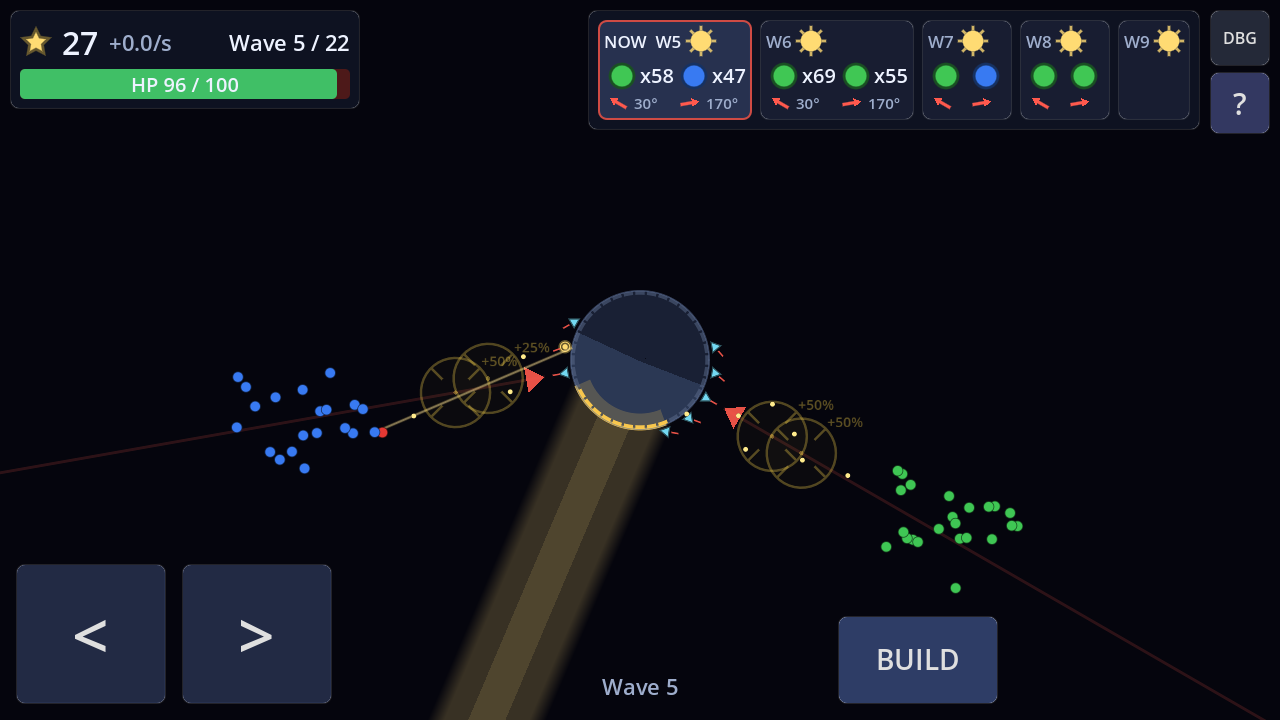 27 +0.0/s Wave 5 / 22
HP 96 / 100
NOW W5
x58 x47
30° 170°
W6
x69 x55
30° 170°
W7
W8
W9
DBG
?
+25%
+50%
+50%
+50%
< >
BUILD
Wave 5